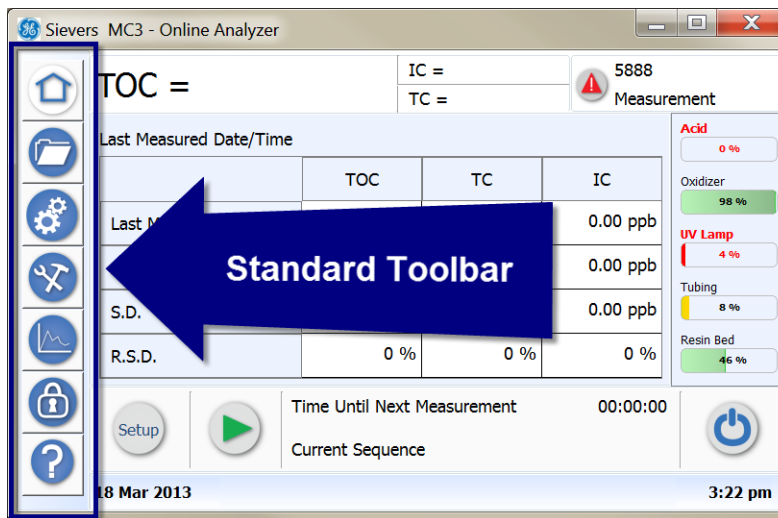 Sievers MC3 - Online Analyzer
TOC =
IC =
TC =
5888
Measurement
Last Measured Date/Time
Acid
0 %
Oxidizer
98 %
UV Lamp
4 %
Tubing
8 %
Resin Bed
46 %
TOC TC IC
Last 0.00 ppb
0.00 ppb
S.D. 0.00 ppb
R.S.D. 0 % 0 % 0 %
Standard Toolbar
Setup
Time Until Next Measurement 00:00:00
Current Sequence
18 Mar 2013 3:22 pm